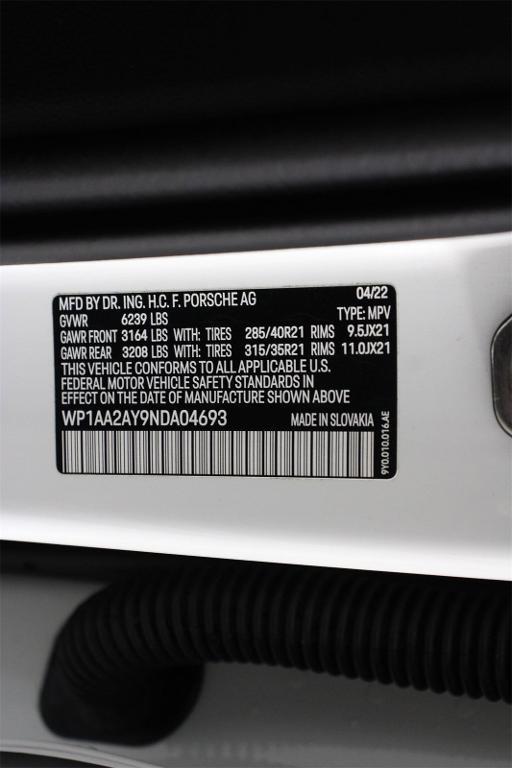 MFD BY DR. ING. H.C. F. PORSCHE AG 04/22
GVWR 6239 LBS TYPE: MPV
GAWR FRONT 3164 LBS WITH: TIRES 285/40R21 RIMS 9.5JX21
GAWR REAR 3208 LBS WITH: TIRES 315/35R21 RIMS 11.0JX21
THIS VEHICLE CONFORMS TO ALL APPLICABLE U.S.
FEDERAL MOTOR VEHICLE SAFETY STANDARDS IN
EFFECT ON THE DATE OF MANUFACTURE SHOWN ABOVE
WP1AA2AY9NDA04693 MADE IN SLOVAKIA
9Y0.010.016.AE